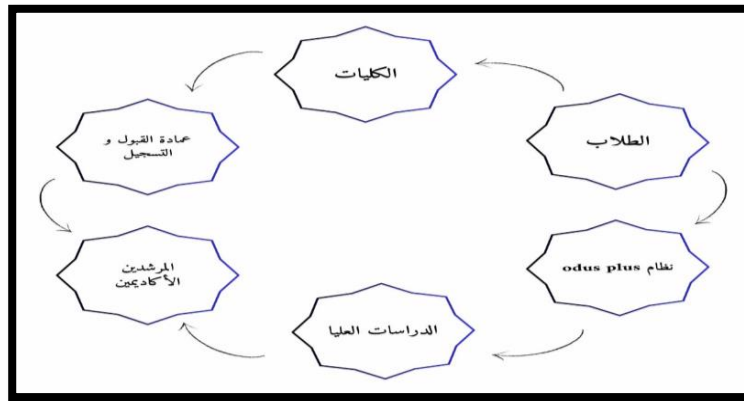 الكليات
الطلاب
عمادة القبول و
التسجيل
نظام odus plus
المرشدين
الأكاديمين
الدراسات العليا